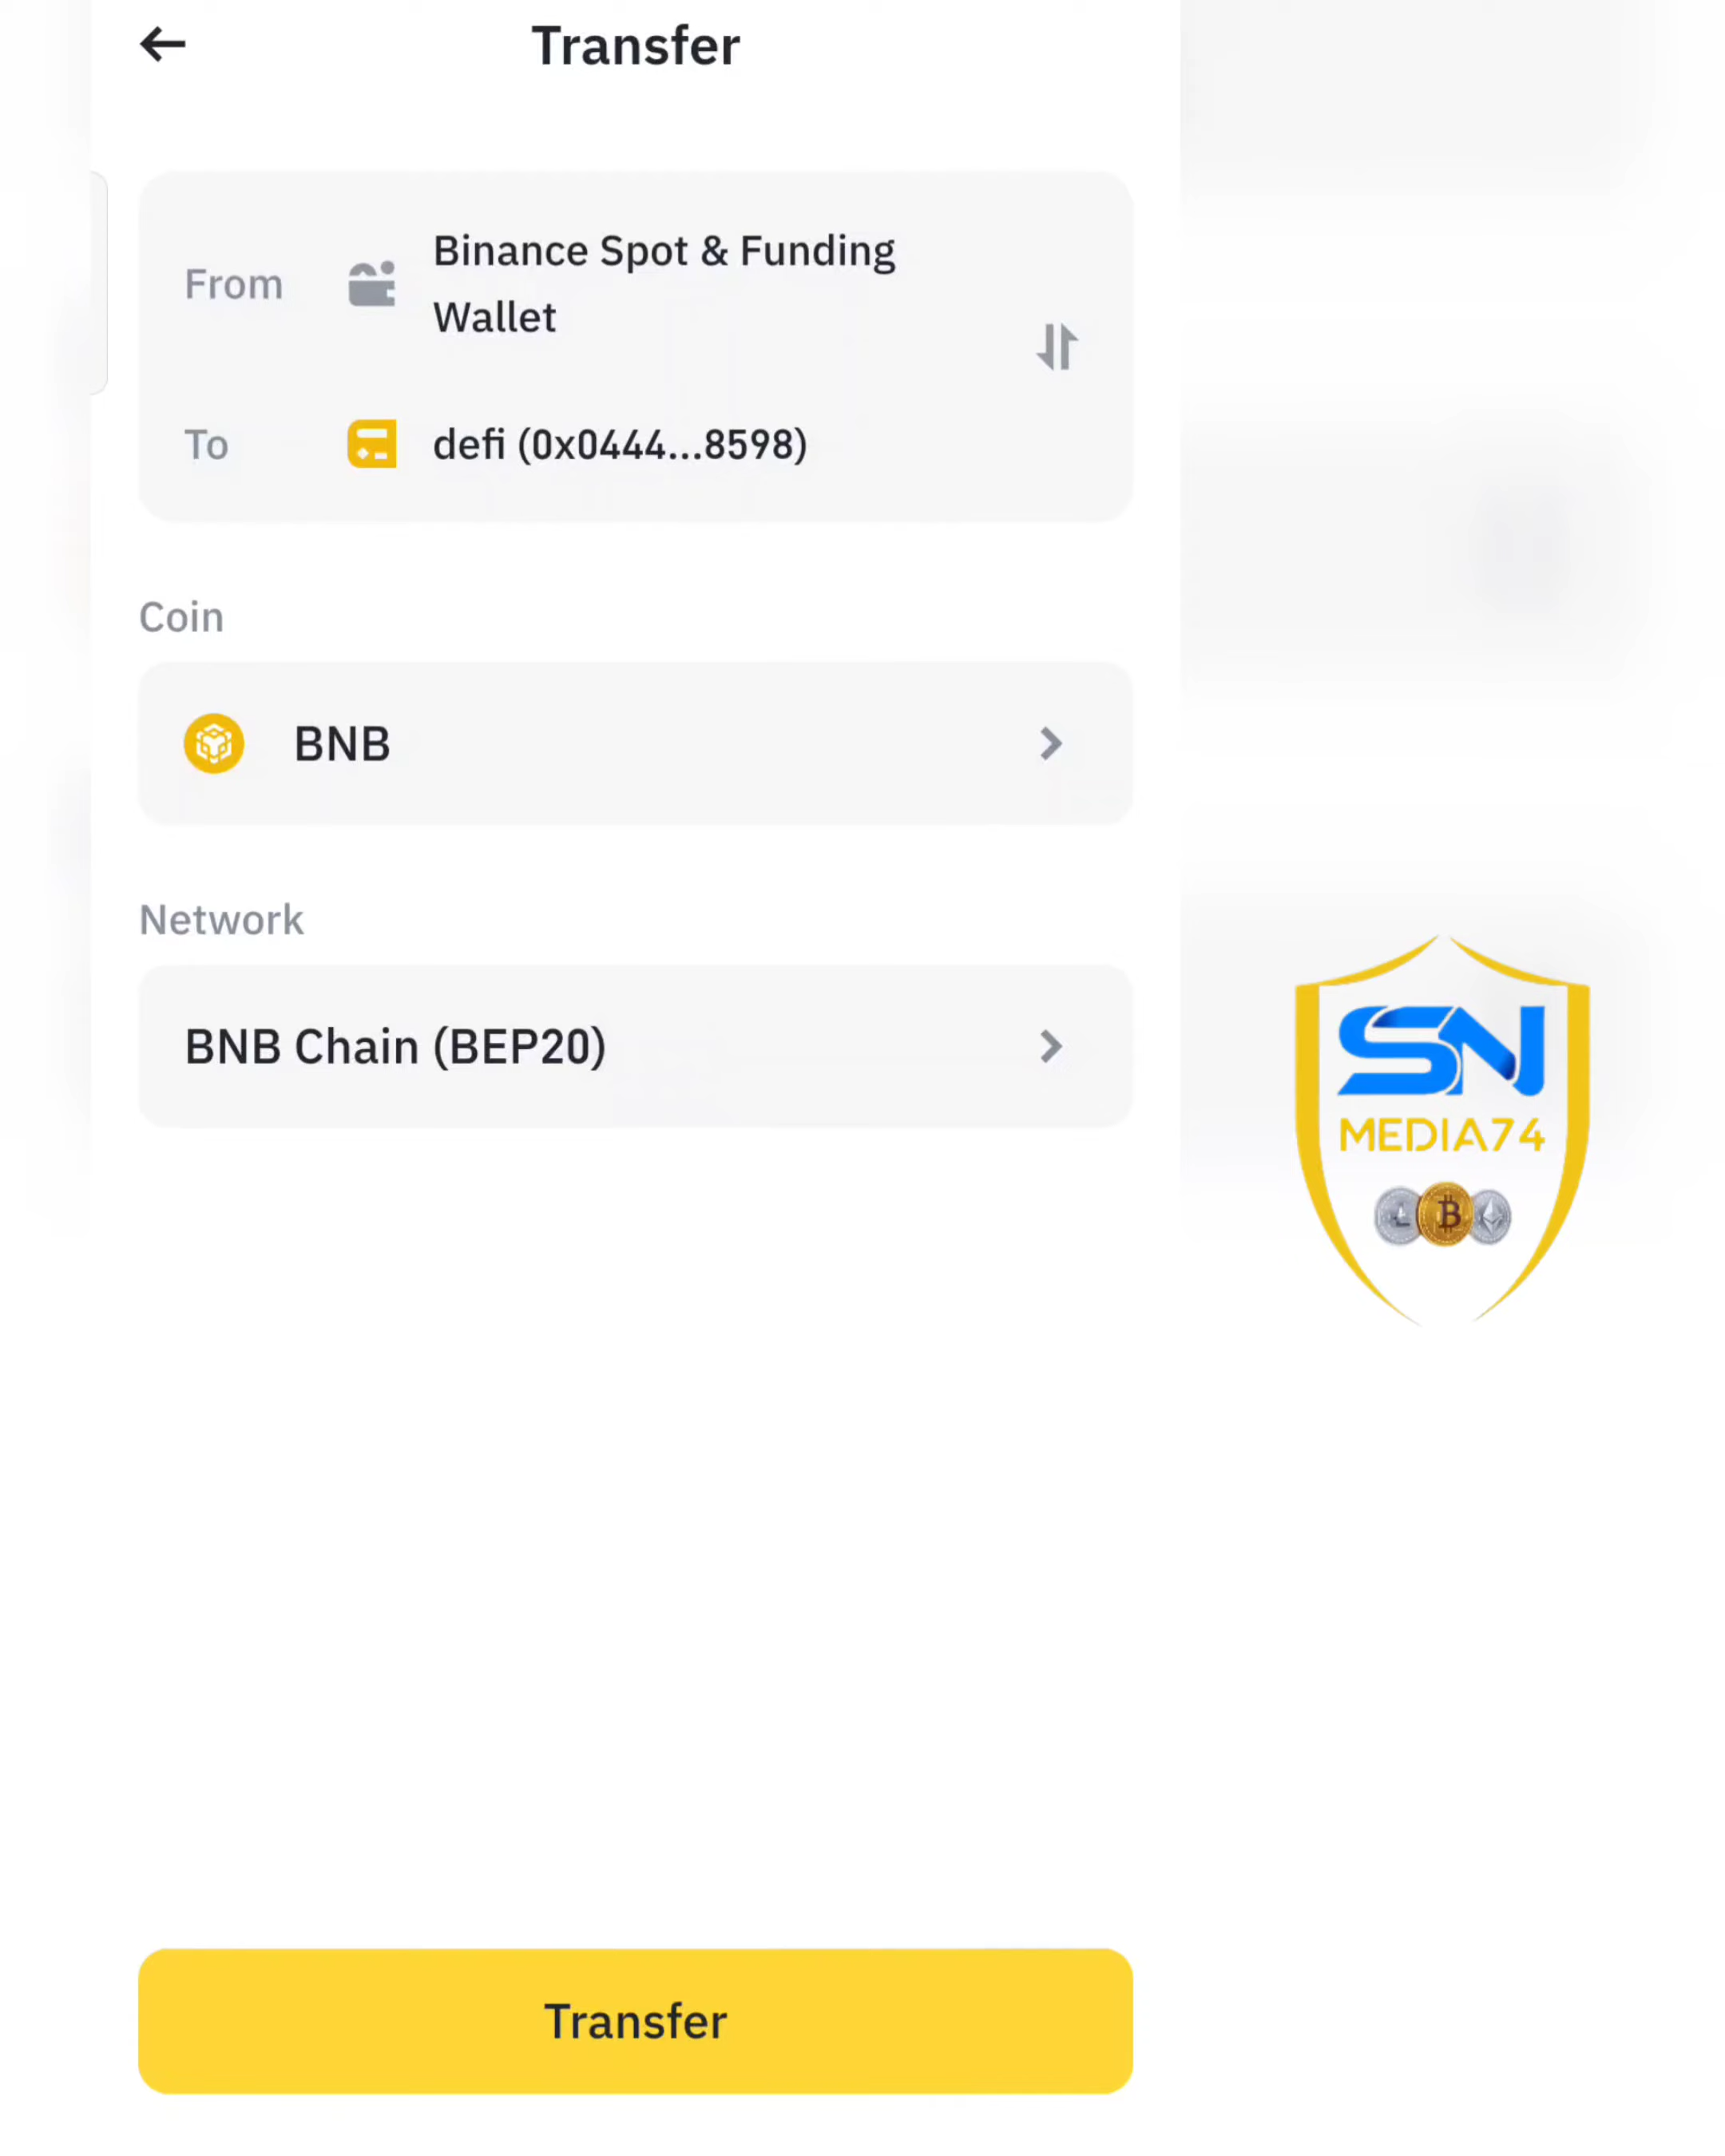 Transfer
From
Binance Spot & Funding
Wallet
To
defi (0x0444...8598)
Coin
BNB
Network
BNB Chain (BEP20)
SN
MEDIA74
Transfer